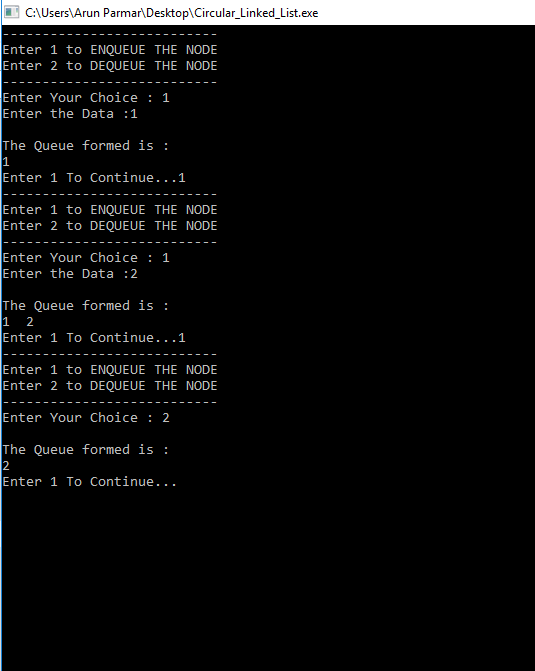 C:\Users\Arun Parmar\Desktop\Circular_Linked_List.exe
---------------------------
Enter 1 to ENQUEUE THE NODE
Enter 2 to DEQUEUE THE NODE
---------------------------
Enter Your Choice : 1
Enter the Data :1
The Queue formed is :
1
Enter 1 To Continue...1
---------------------------
Enter 1 to ENQUEUE THE NODE
Enter 2 to DEQUEUE THE NODE
---------------------------
Enter Your Choice : 1
Enter the Data :2
The Queue formed is :
1  2
Enter 1 To Continue...1
---------------------------
Enter 1 to ENQUEUE THE NODE
Enter 2 to DEQUEUE THE NODE
---------------------------
Enter Your Choice : 2
The Queue formed is :
2
Enter 1 To Continue...